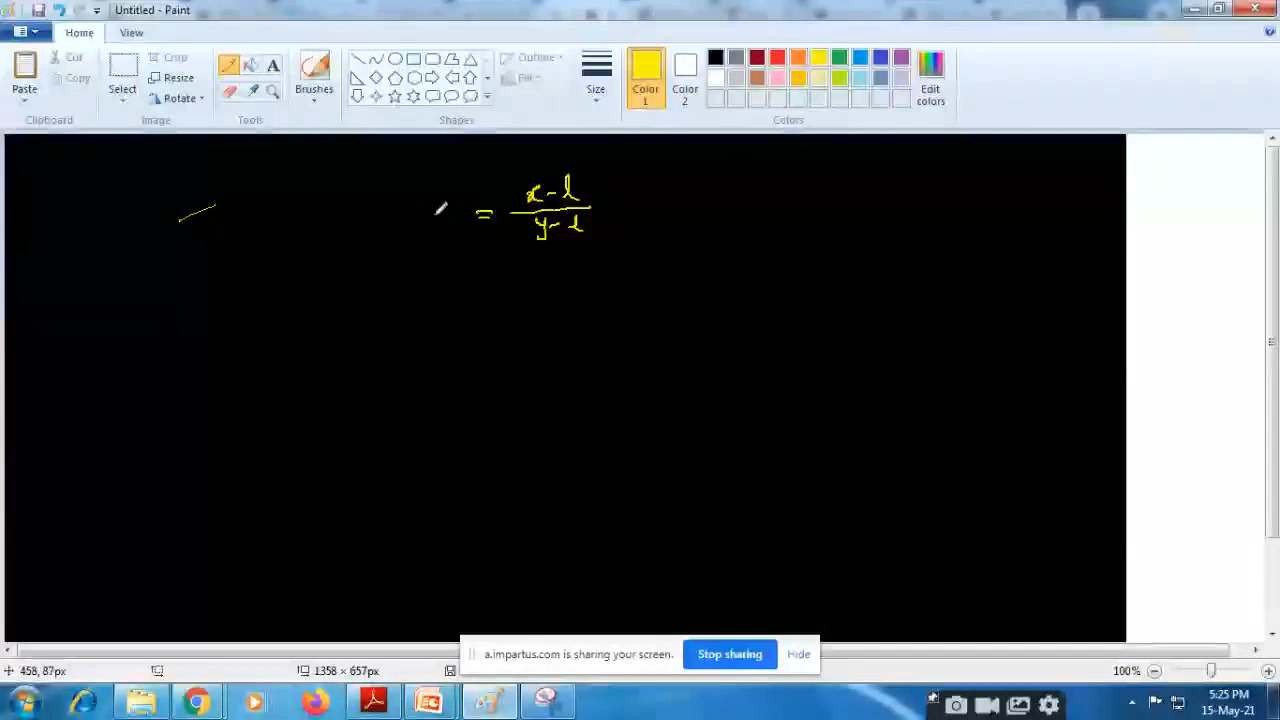 Untitled - Paint
Home View
Cut
Copy
Paste
Clipboard
Select
Crop
Resize
Rotate
Image
Tools
Brushes
Shapes
Outline
Fill
Size
Color 1
Color 2
Edit colors
Colors
x - l
=
y - l
a.impartus.com is sharing your screen. Stop sharing Hide
458, 87px 1358 × 657px 100%
5:25 PM
15-May-21